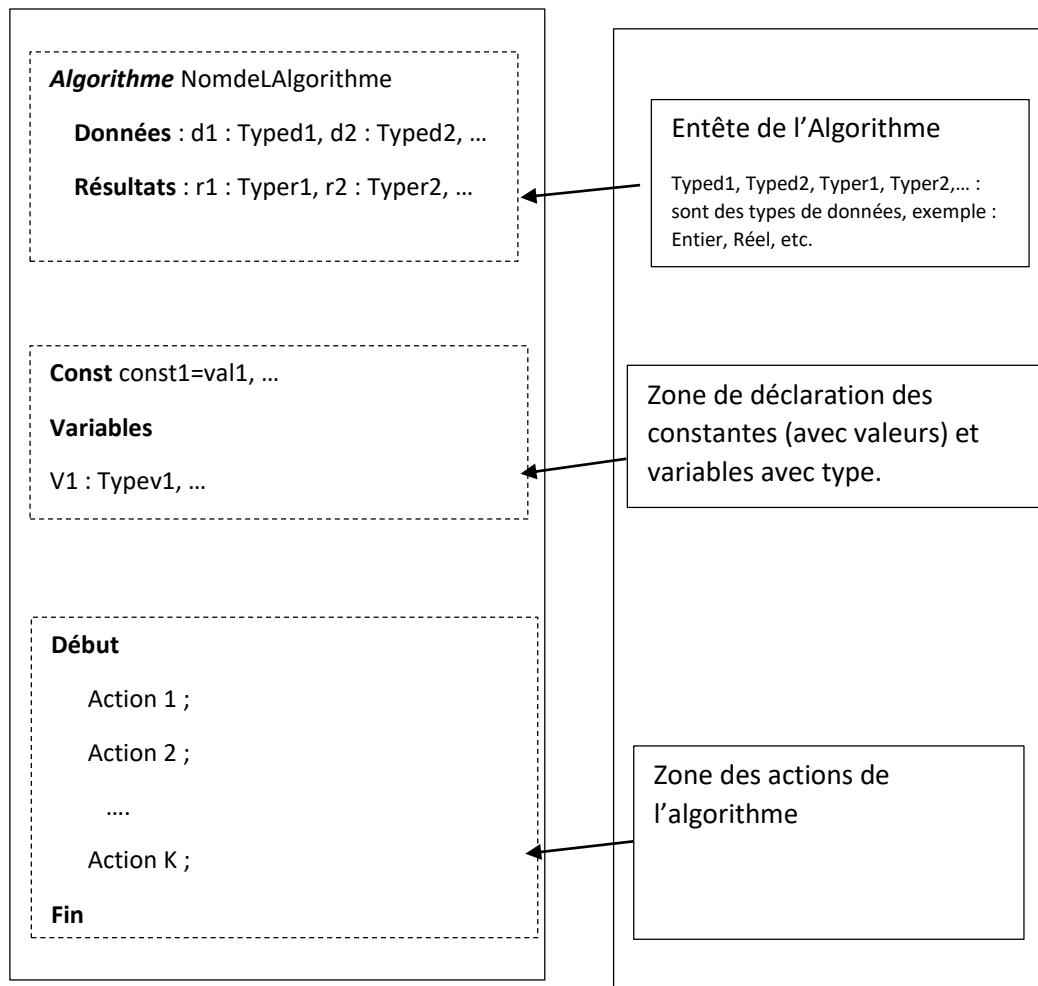 Algorithme NomdeLAlgorithme
Données : d1 : Typed1, d2 : Typed2, …
Résultats : r1 : Typer1, r2 : Typer2, …
Entête de l’Algorithme
Typed1, Typed2, Typer1, Typer2,… :
sont des types de données, exemple :
Entier, Réel, etc.
Const const1=val1, …
Variables
V1 : Typev1, …
Zone de déclaration des
constantes (avec valeurs) et
variables avec type.
Début
Action 1 ;
Action 2 ;
….
Action K ;
Fin
Zone des actions de
l’algorithme